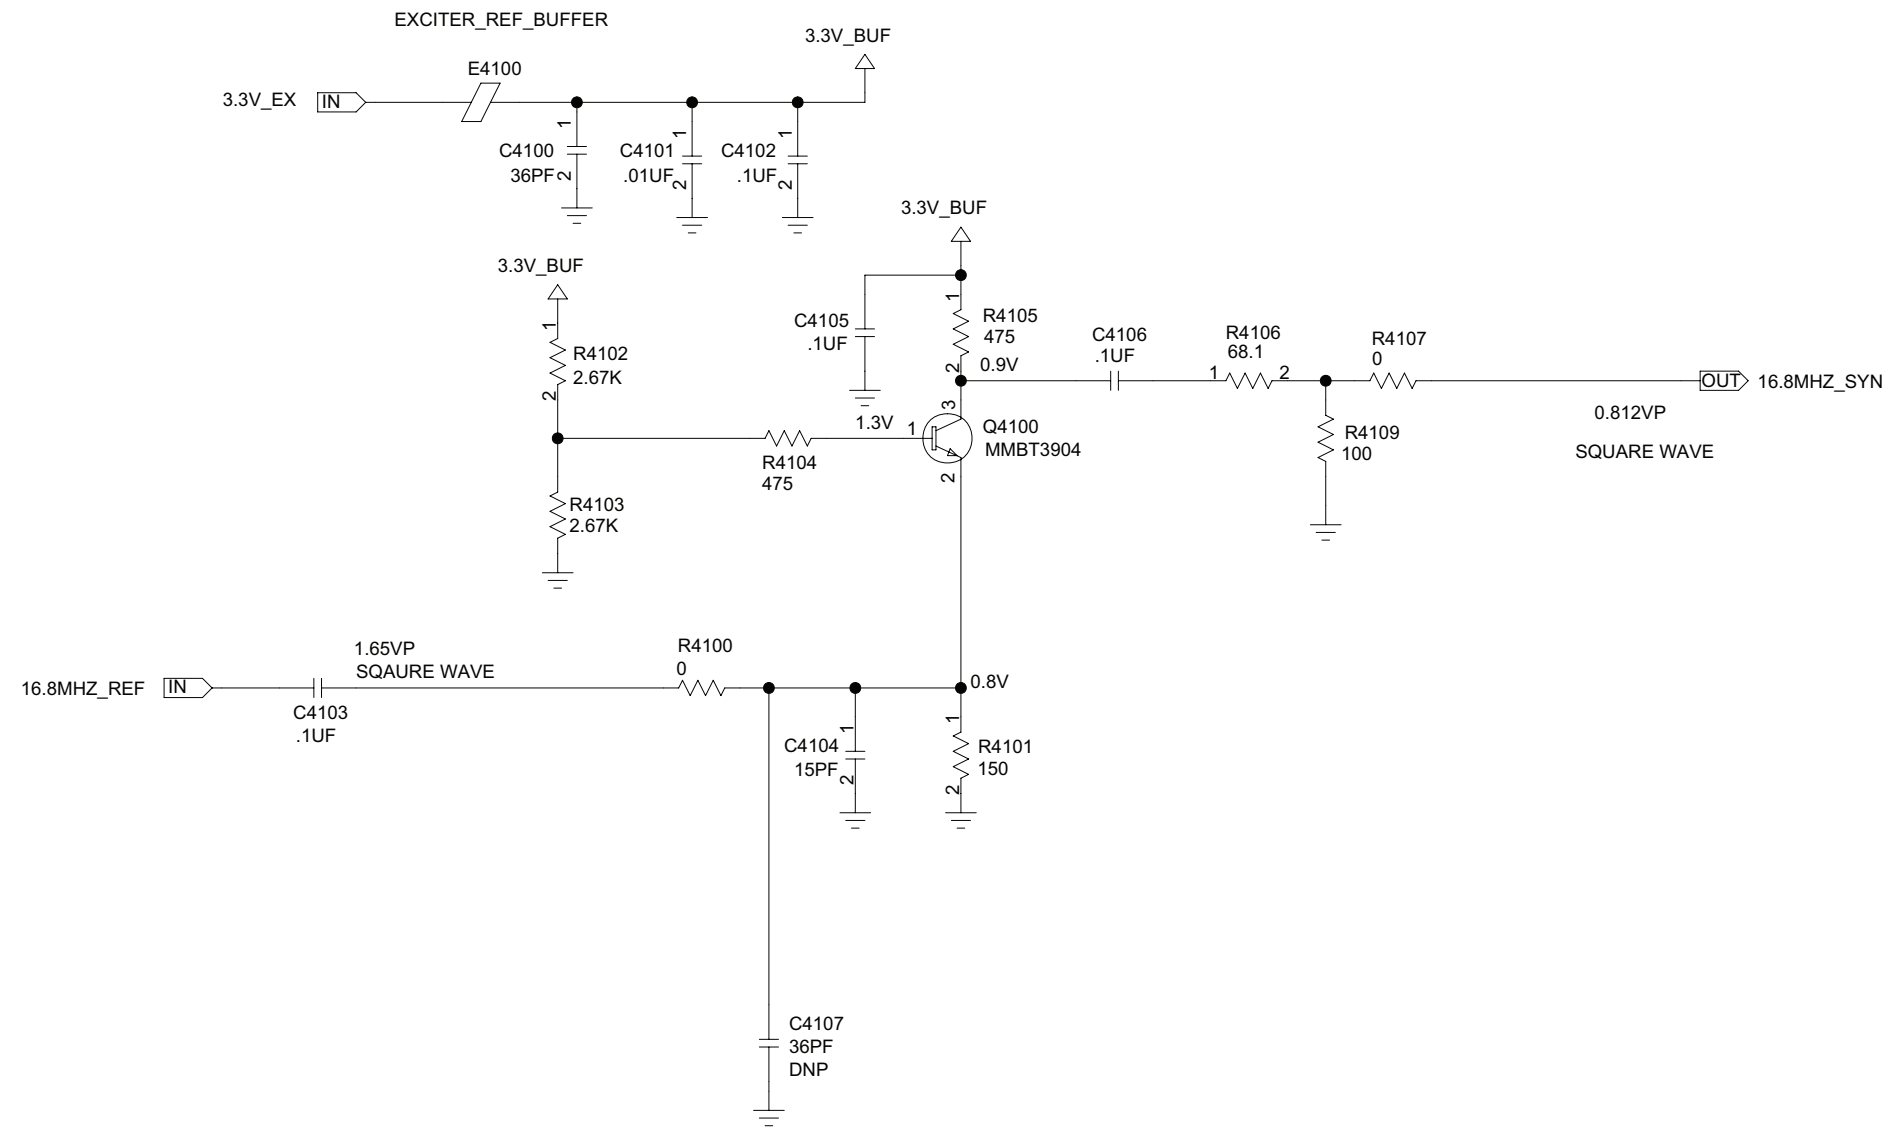 EXCITER_REF_BUFFER
3.3V_BUF
E4100
3.3V_EX
IN
1
C4100
36PF
2
1
C4101
.01UF
2
1
C4102
.1UF
2
3.3V_BUF
3.3V_BUF
1
R4102
2.67K
2
C4105
.1UF
1
R4105
475
2
0.9V
C4106
.1UF
R4106
68.1
1
2
R4107
0
OUT
16.8MHZ_SYN
0.812VP
SQUARE WAVE
R4109
100
1.3V
1
3
Q4100
MMBT3904
2
R4104
475
R4103
2.67K
1.65VP
SQAURE WAVE
R4100
0
16.8MHZ_REF
IN
C4103
.1UF
0.8V
1
C4104
15PF
2
1
R4101
150
2
C4107
36PF
DNP